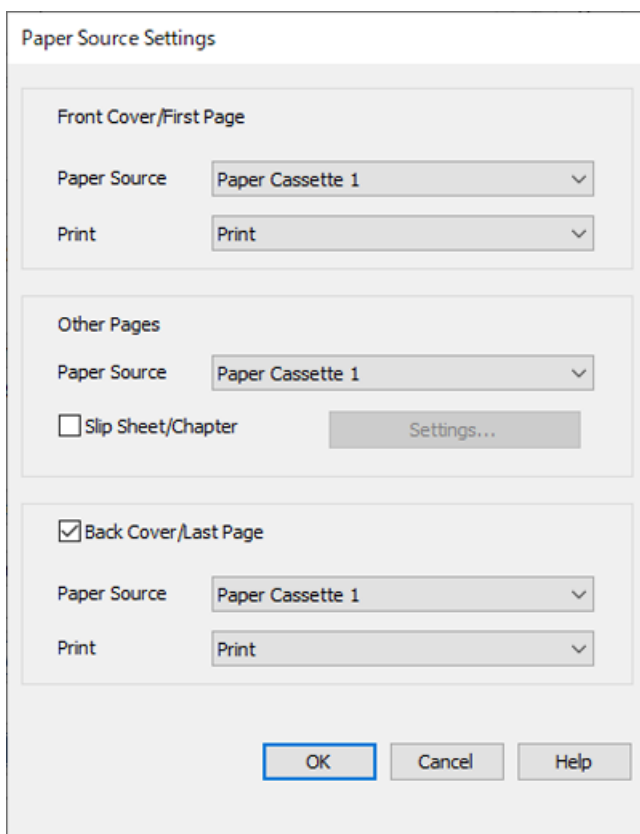 Paper Source Settings
Front Cover/First Page
Paper Source Paper Cassette 1
Print Print
Other Pages
Paper Source Paper Cassette 1
Slip Sheet/Chapter Settings...
Back Cover/Last Page
Paper Source Paper Cassette 1
Print Print
OK Cancel Help